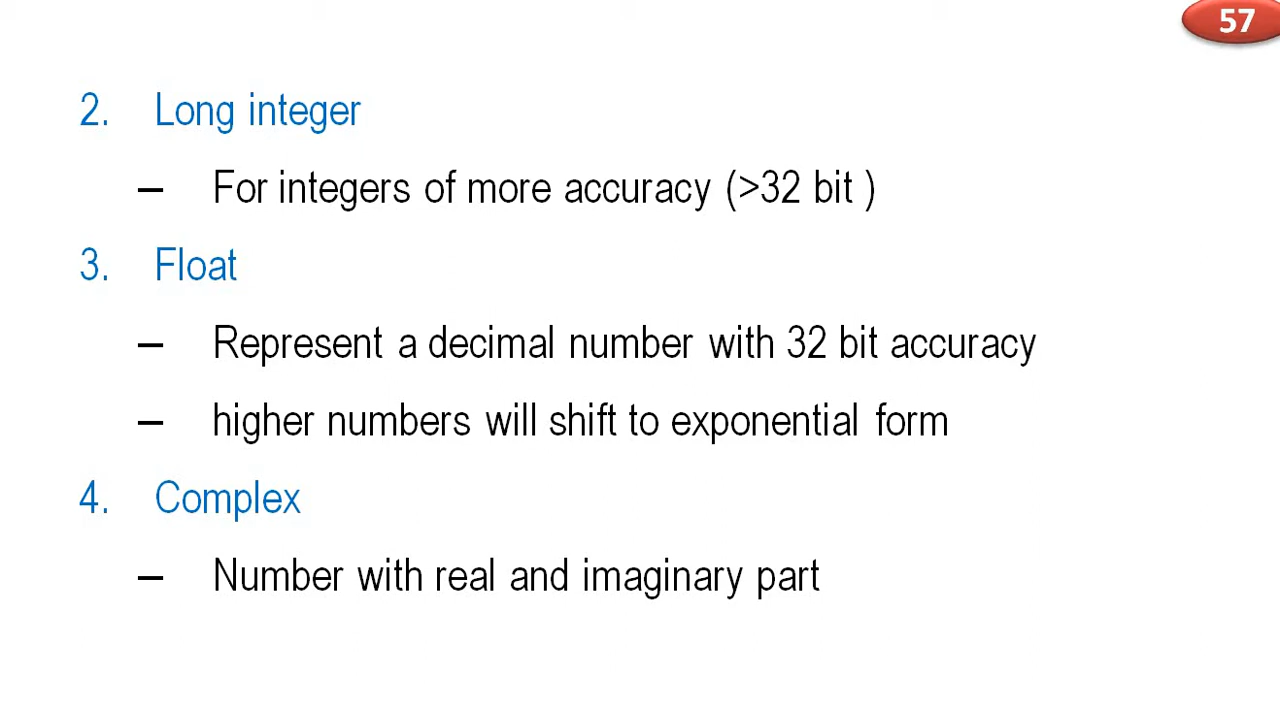 57
2. Long integer
– For integers of more accuracy (>32 bit )
3. Float
– Represent a decimal number with 32 bit accuracy
– higher numbers will shift to exponential form
4. Complex
– Number with real and imaginary part